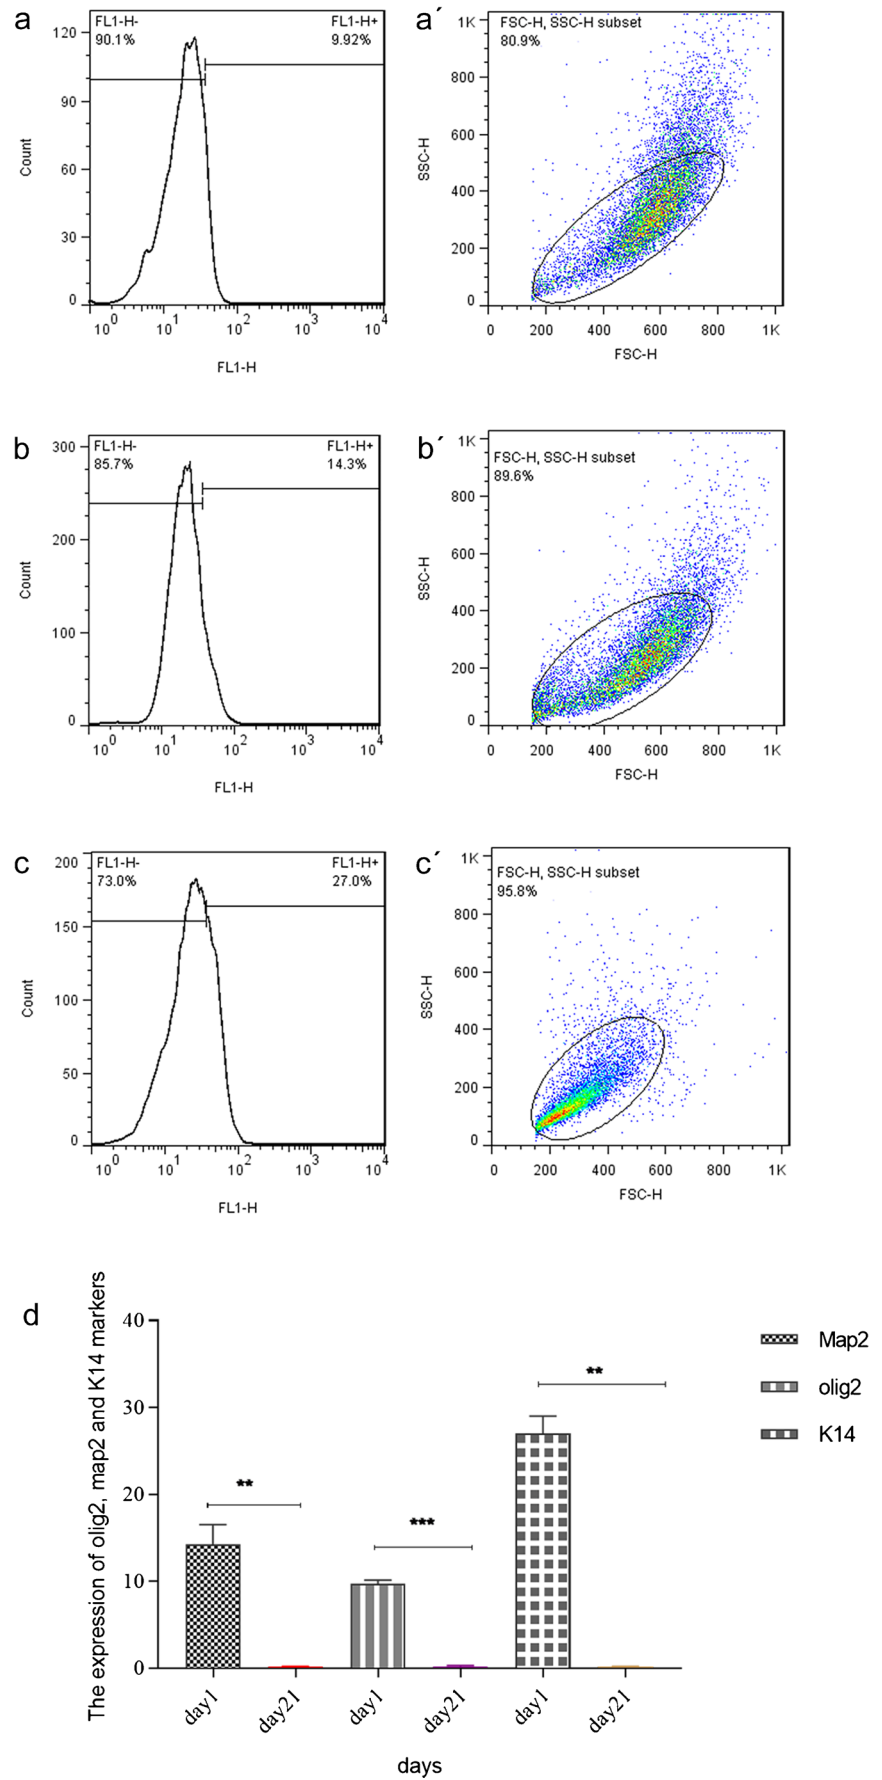 a
FL1-H-
90.1%
FL1-H+
9.92%
120
90
60
30
0
Count
10^0 10^1 10^2 10^3 10^4
FL1-H
a´
FSC-H, SSC-H subset
80.9%
1K
800
600
400
200
0
SSC-H
0 200 400 600 800 1K
FSC-H
b
FL1-H-
85.7%
FL1-H+
14.3%
300
200
100
0
Count
10^0 10^1 10^2 10^3 10^4
FL1-H
b´
FSC-H, SSC-H subset
89.6%
1K
800
600
400
200
0
SSC-H
0 200 400 600 800 1K
FSC-H
c
FL1-H-
73.0%
FL1-H+
27.0%
200
150
100
50
0
Count
10^0 10^1 10^2 10^3 10^4
FL1-H
c´
FSC-H, SSC-H subset
95.8%
1K
800
600
400
200
0
SSC-H
0 200 400 600 800 1K
FSC-H
d
The expression of olig2, map2 and K14 markers
40
30
20
10
0
**
***
**
day1 day21 day1 day21 day1 day21
days
Map2
olig2
K14